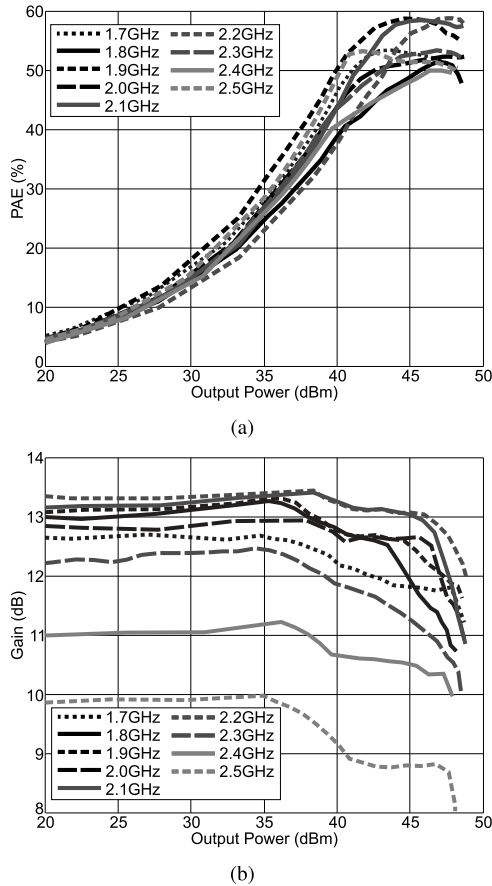 60
50
40
30
20
10
0
PAE (%)
1.7GHz 2.2GHz
1.8GHz 2.3GHz
1.9GHz 2.4GHz
2.0GHz 2.5GHz
2.1GHz
20 25 30 35 40 45 50
Output Power (dBm)
(a)
14
13
12
11
10
9
8
Gain (dB)
1.7GHz 2.2GHz
1.8GHz 2.3GHz
1.9GHz 2.4GHz
2.0GHz 2.5GHz
2.1GHz
20 25 30 35 40 45 50
Output Power (dBm)
(b)